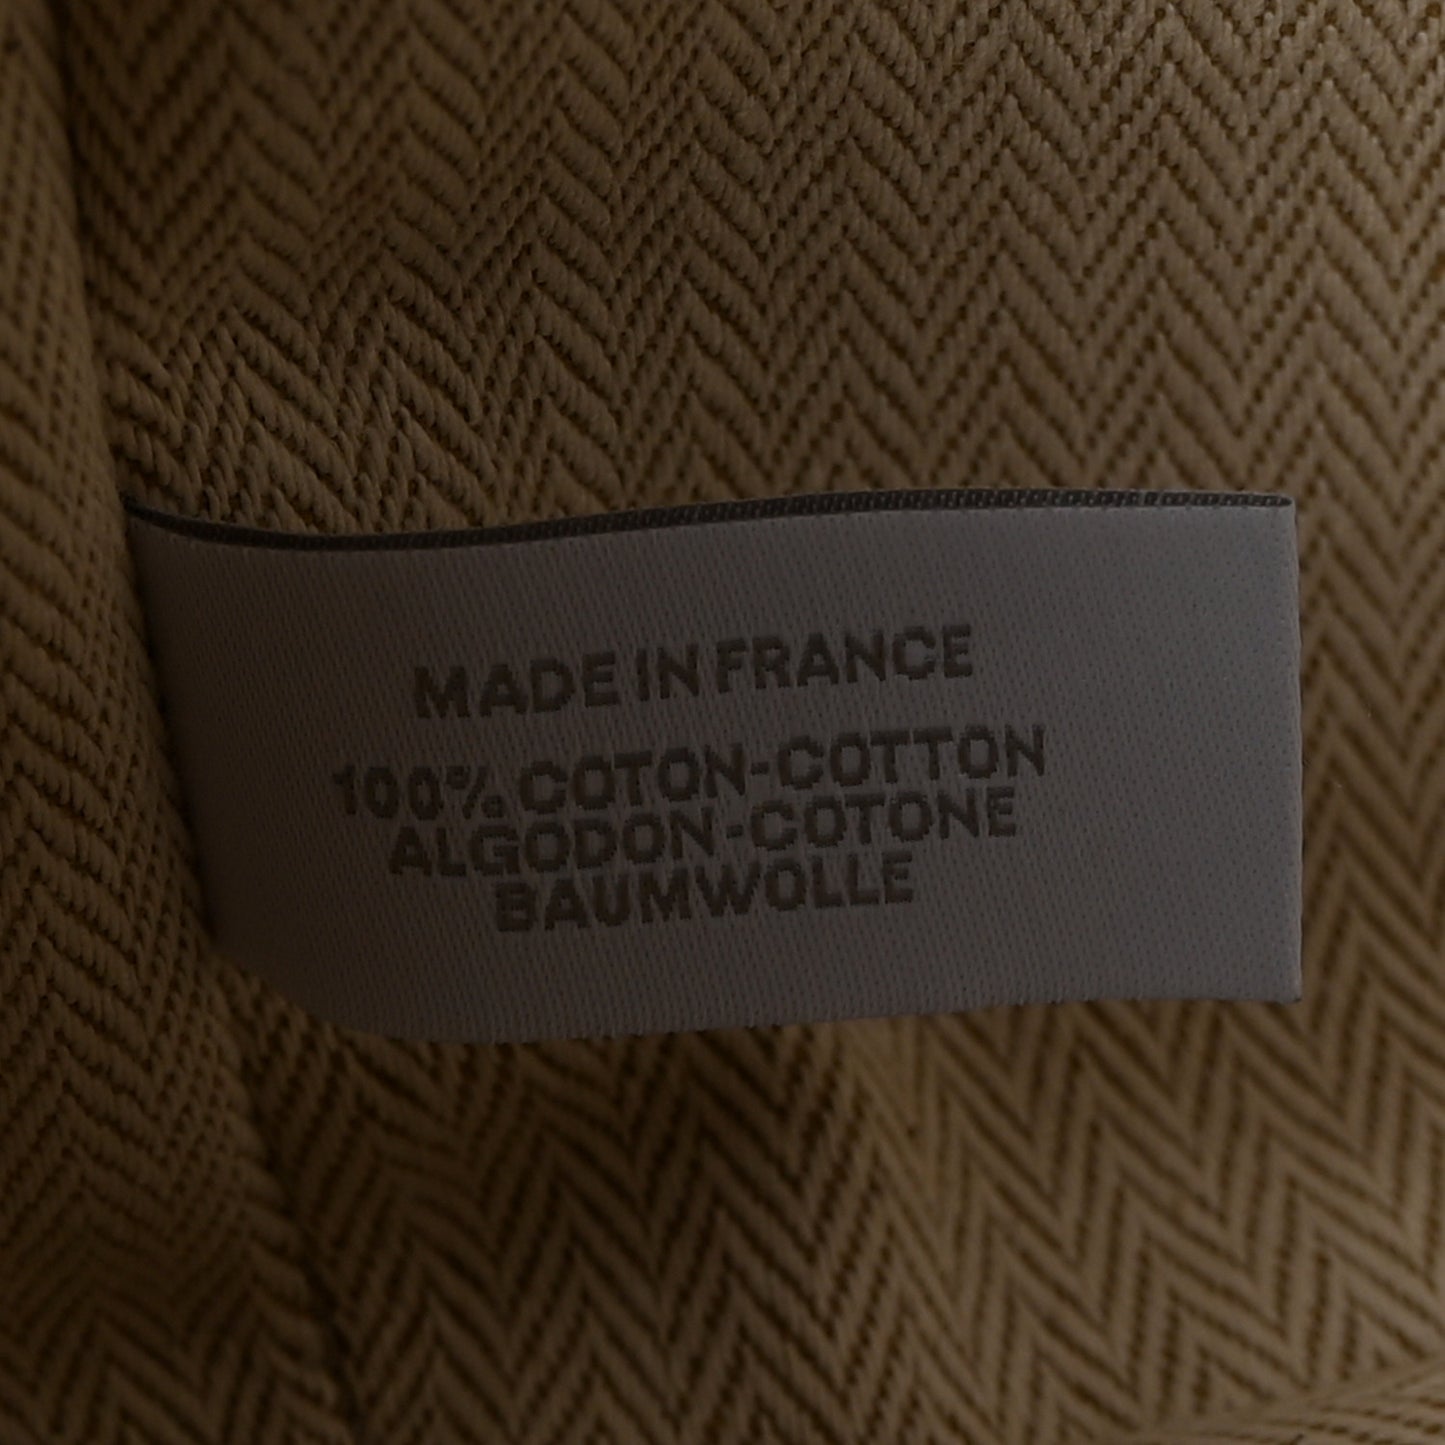 MADE IN FRANCE
100% COTON-COTTON
ALGODON-COTONE
BAUMWOLLE